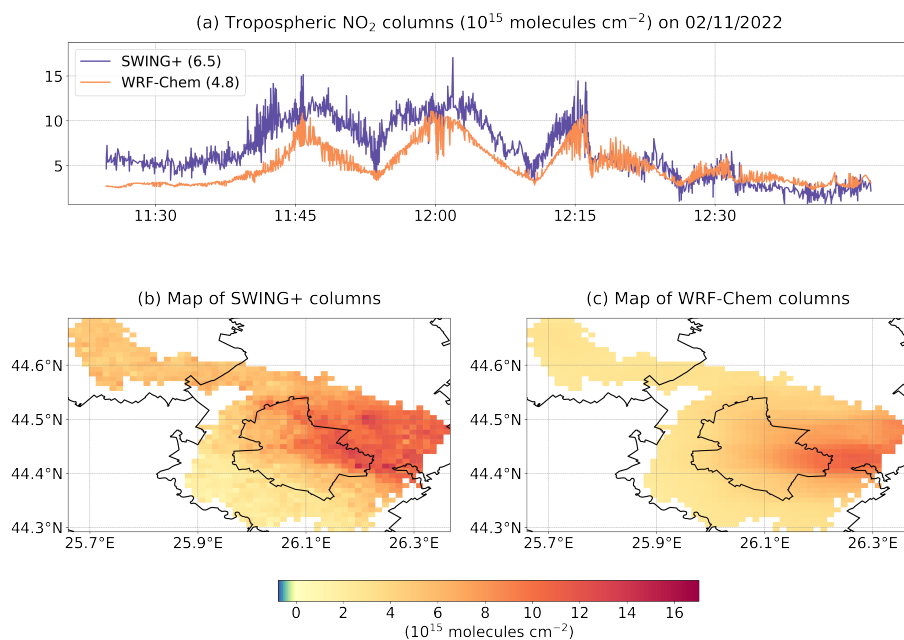 (a) Tropospheric NO₂ columns (10¹⁵ molecules cm⁻²) on 02/11/2022
SWING+ (6.5)
WRF-Chem (4.8)
15
10
5
11:30 11:45 12:00 12:15 12:30
(b) Map of SWING+ columns (c) Map of WRF-Chem columns
44.6°N 44.6°N
44.5°N 44.5°N
44.4°N 44.4°N
44.3°N 44.3°N
25.7°E 25.9°E 26.1°E 26.3°E 25.7°E 25.9°E 26.1°E 26.3°E
0 2 4 6 8 10 12 14 16
(10¹⁵ molecules cm⁻²)